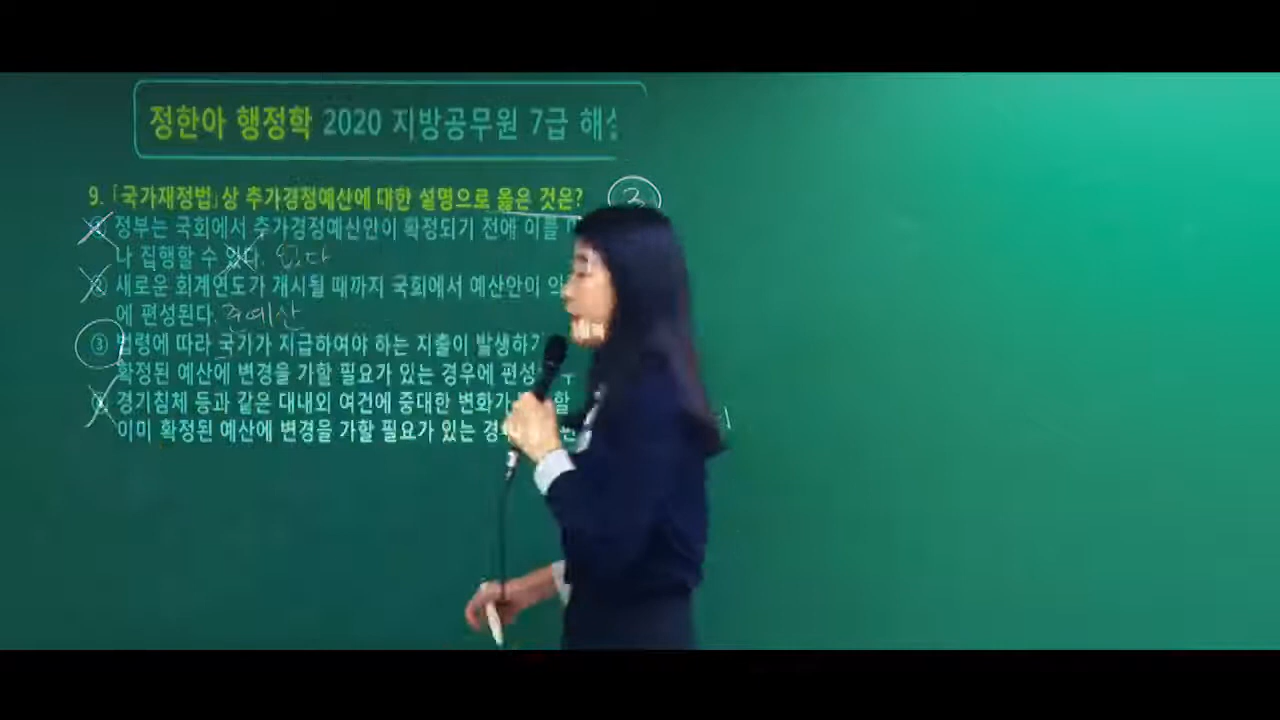 정한아 행정학 2020 지방공무원 7급
9. 「국가재정법」상 추가경정예산에 대한 설명으로 옳은 것은? 3
① 정부는 국회에서 추가경정예산안이 확정되기 전에 이를
나 집행할 수 있다. 없다
② 새로운 회계연도가 개시될 때까지 국회에서 예산안이
에 편성된다. 준예산
③ 법령에 따라 국가가 지급하여야 하는 지출이
확정된 예산에 변경을 가할 필요가 있는 경우에
④ 경기침체 등과 같은 대내외 여건에 중대한 변화가
이미 확정된 예산에 변경을 가할 필요가 있는